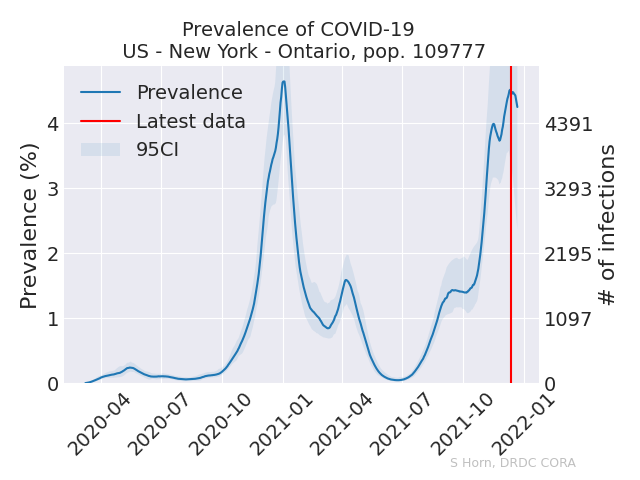 Prevalence of COVID-19
US - New York - Ontario, pop. 109777
Prevalence
Latest data
95CI
Prevalence (%)
4
3
2
1
0
4391
3293
2195
1097
0
# of infections
2020-04
2020-07
2020-10
2021-01
2021-04
2021-07
2021-10
2022-01
S Horn, DRDC CORA